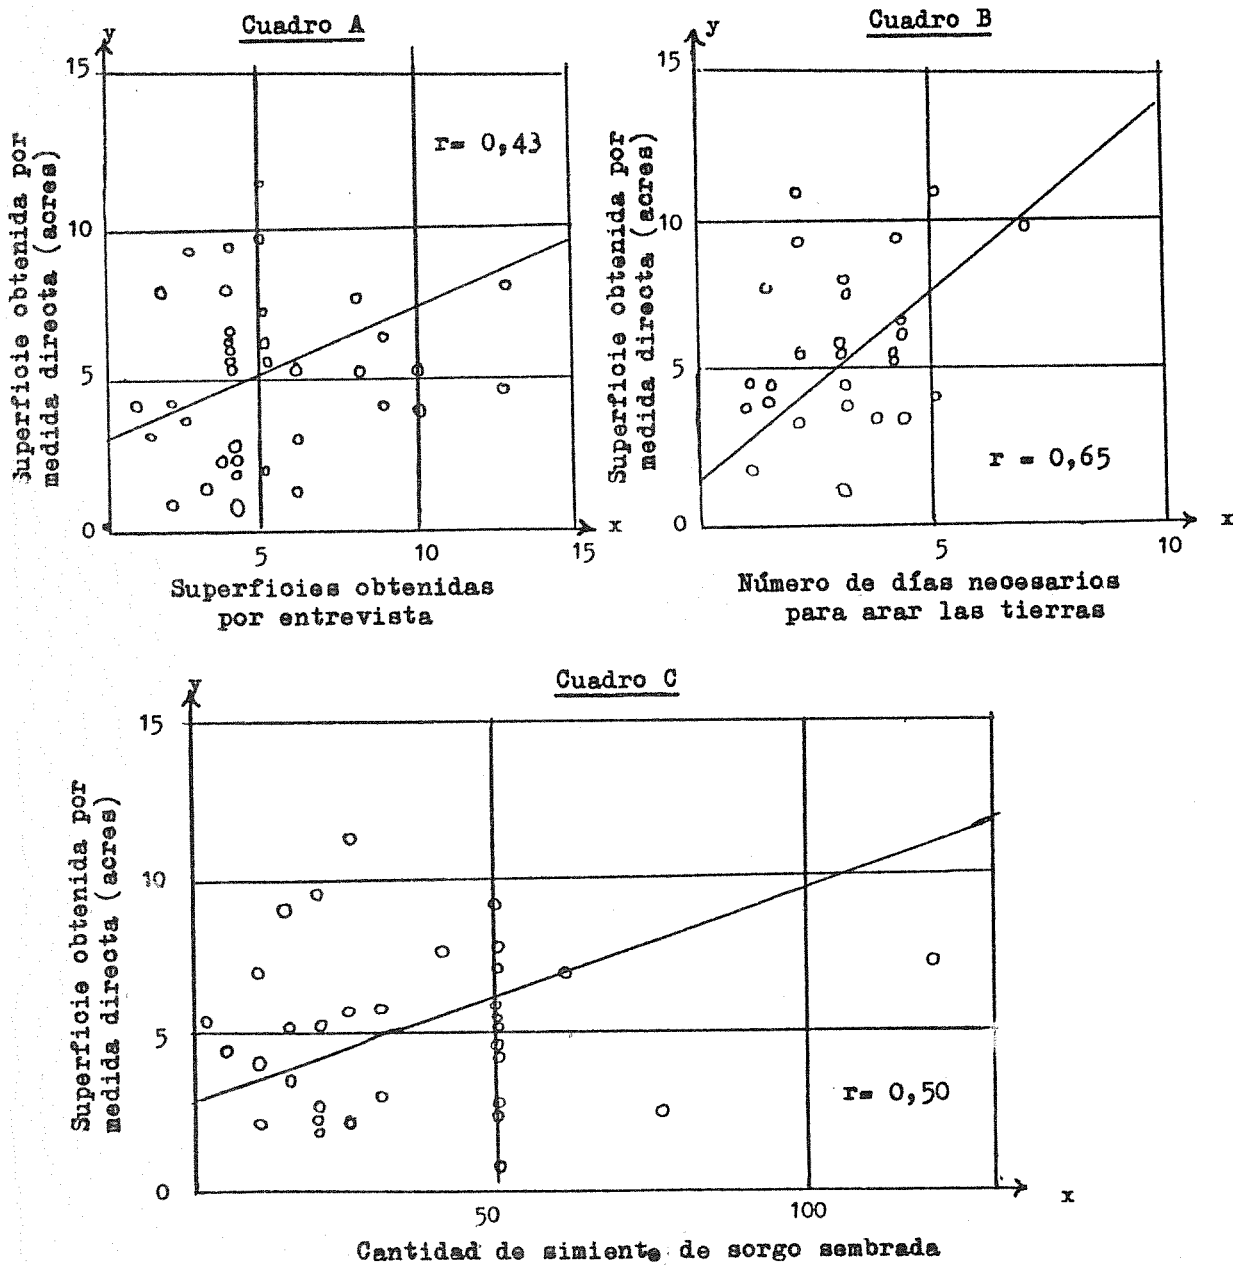 Cuadro A
y
15
10
5
0
r= 0,43
5
10
15
x
Superficie obtenida por
medida directa (acres)
Superficies obtenidas
por entrevista
Cuadro B
y
15
10
5
0
r = 0,65
5
10
x
Superficie obtenida por
medida directa (acres)
Número de días necesarios
para arar las tierras
Cuadro C
y
15
10
5
0
r= 0,50
50
100
x
Superficie obtenida por
medida directa (acres)
Cantidad de simiente de sorgo sembrada